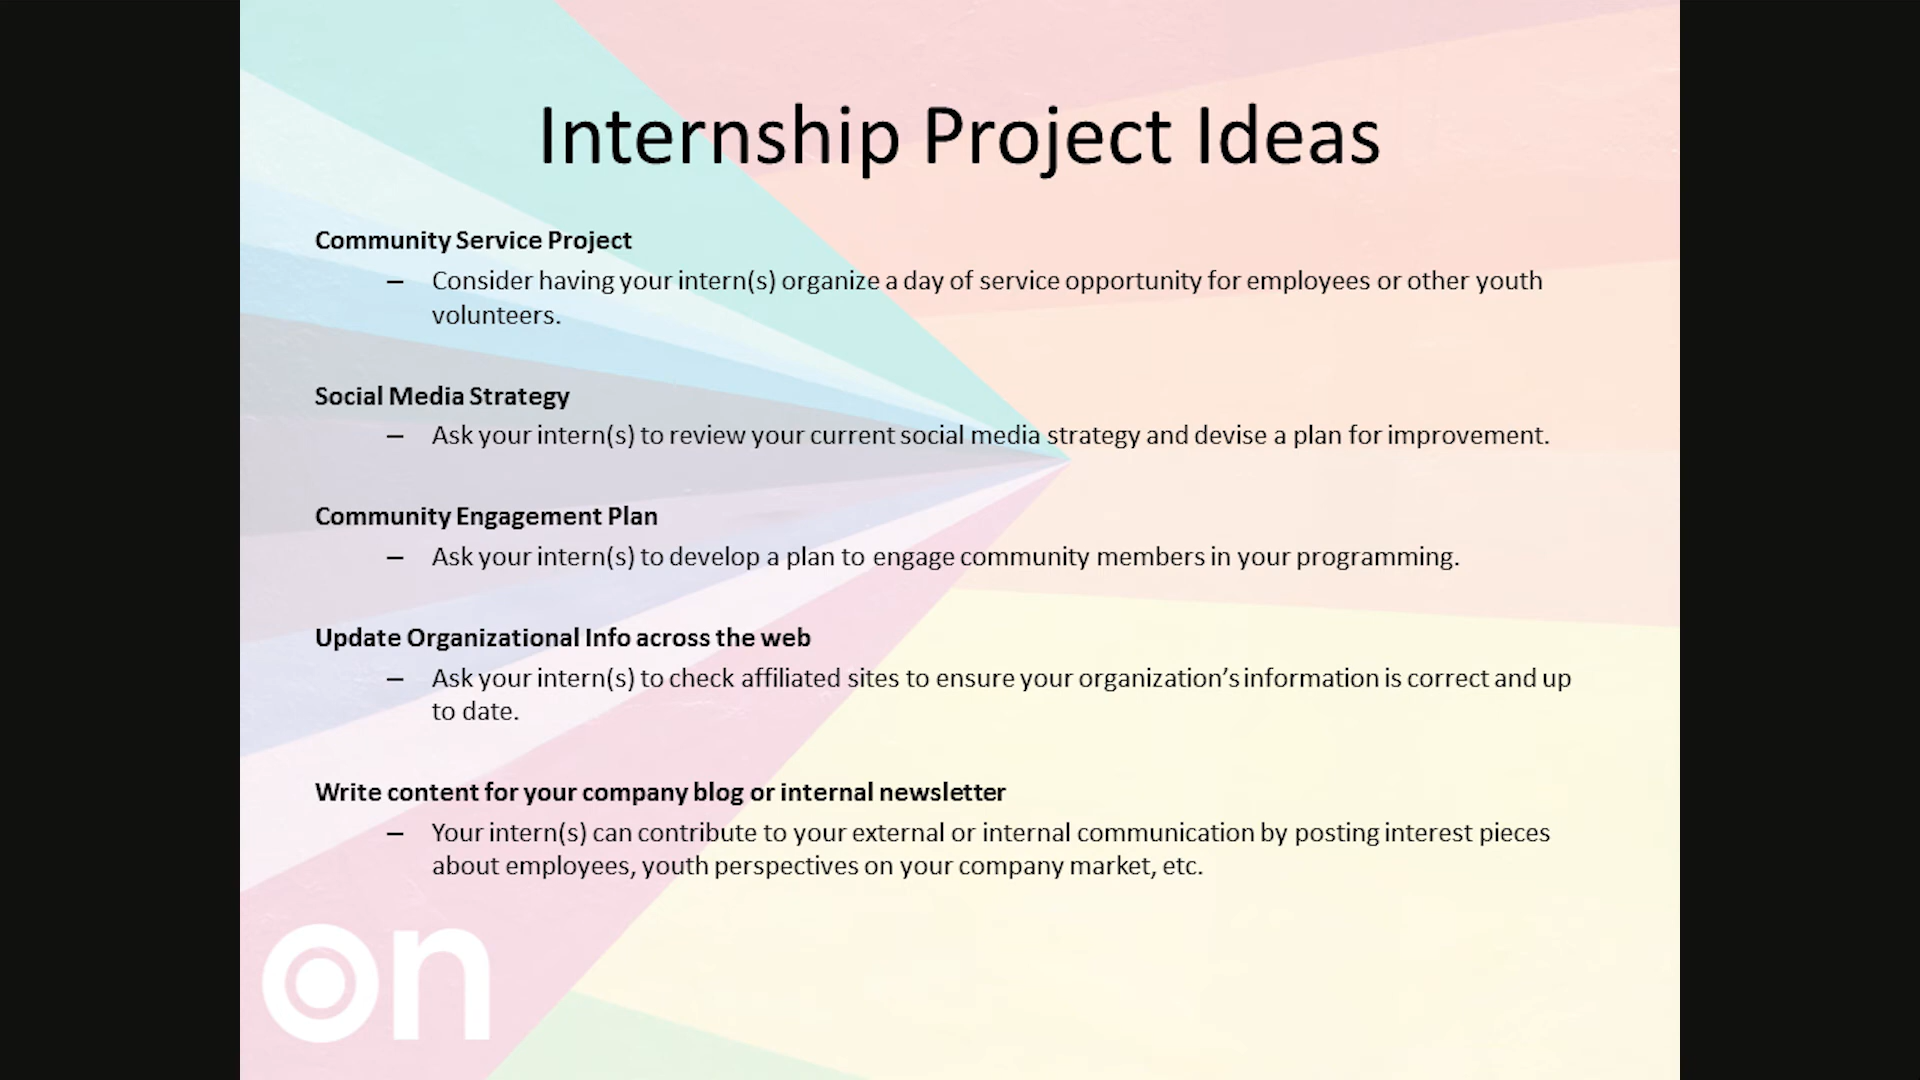 Internship Project Ideas
Community Service Project
– Consider having your intern(s) organize a day of service opportunity for employees or other youth
volunteers.
Social Media Strategy
– Ask your intern(s) to review your current social media strategy and devise a plan for improvement.
Community Engagement Plan
– Ask your intern(s) to develop a plan to engage community members in your programming.
Update Organizational Info across the web
– Ask your intern(s) to check affiliated sites to ensure your organization’s information is correct and up
to date.
Write content for your company blog or internal newsletter
– Your intern(s) can contribute to your external or internal communication by posting interest pieces
about employees, youth perspectives on your company market, etc.
on